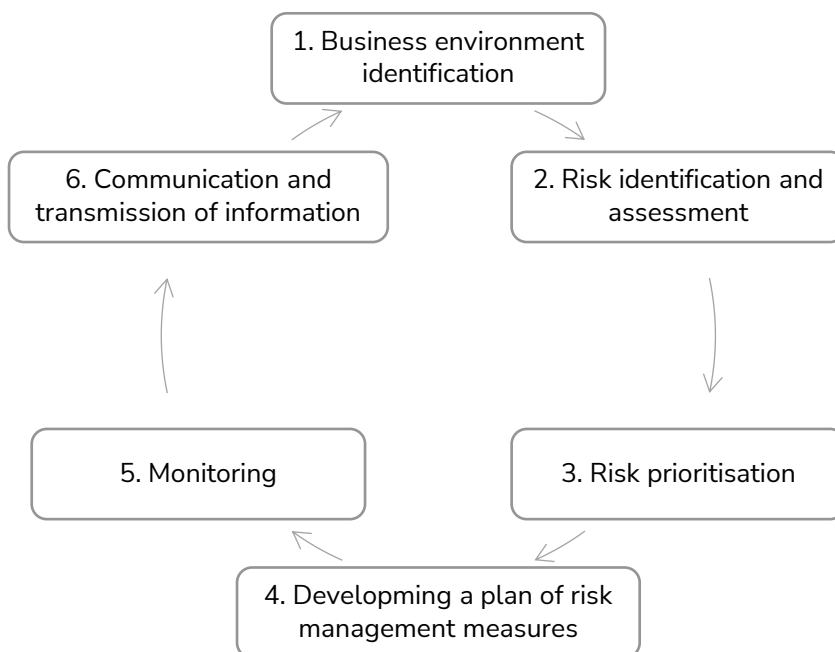 1. Business environment
identification
2. Risk identification and
assessment
3. Risk prioritisation
4. Developming a plan of risk
management measures
5. Monitoring
6. Communication and
transmission of information